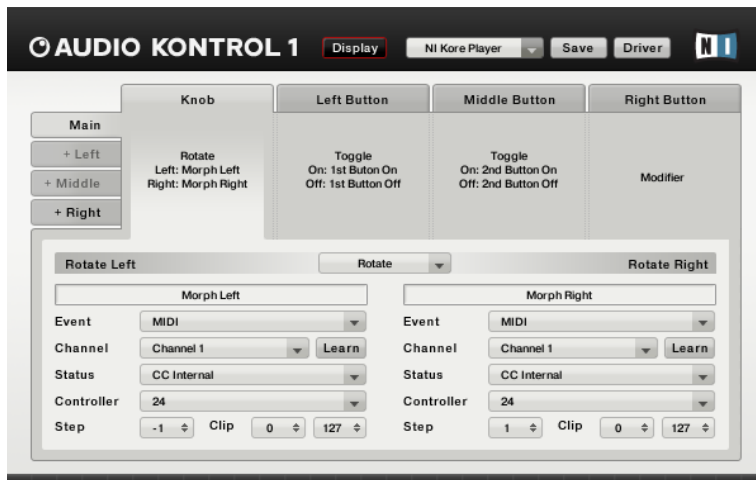 AUDIO KONTROL 1 Display NI Kore Player Save Driver NI
Knob Left Button Middle Button Right Button
Main
+ Left
+ Middle
+ Right
Rotate
Left: Morph Left
Right: Morph Right
Toggle
On: 1st Buton On
Off: 1st Button Off
Toggle
On: 2nd Button On
Off: 2nd Button Off
Modifier
Rotate Left Rotate Rotate Right
Morph Left Morph Right
Event MIDI Event MIDI
Channel Channel 1 Learn Channel Channel 1 Learn
Status CC Internal Status CC Internal
Controller 24 Controller 24
Step -1 Clip 0 127 Step 1 Clip 0 127